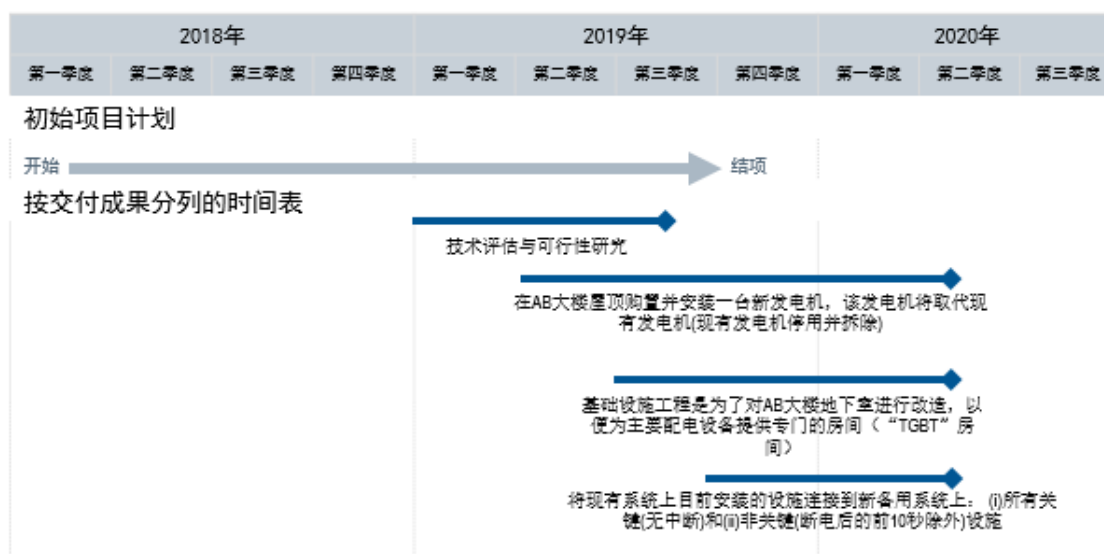 2018年 2019年 2020年
第一季度 第二季度 第三季度 第四季度 第一季度 第二季度 第三季度 第四季度 第一季度 第二季度 第三季度
初始项目计划
开始 结项
按交付成果分列的时间表
技术评估与可行性研究
在AB大楼屋顶购置并安装一台新发电机，该发电机将取代现
有发电机(现有发电机停用并拆除)
基础设施工程是为了对AB大楼地下室进行改造，以
便为主要配电设备提供专门的房间（“TGBT”房
间）
将现有系统上目前安装的设施连接到新备用系统上： (i)所有关
键(无中断)和(ii)非关键(断电后的前10秒除外)设施